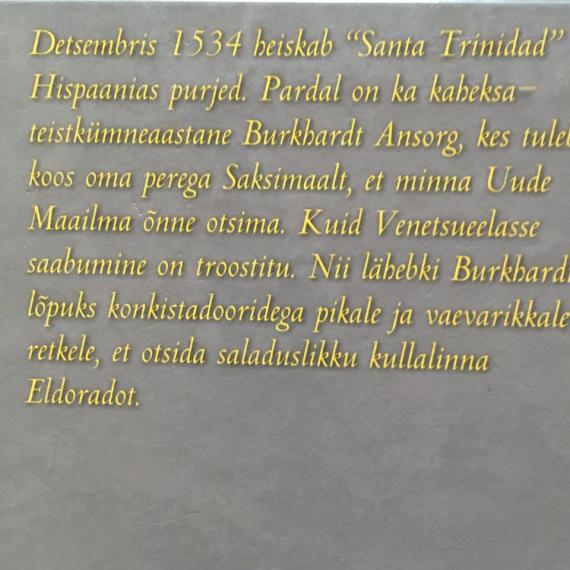 Detsembris 1534 heiskab “Santa Trinidad”
Hispaanias purjed. Pardal on ka kaheksa-
teistkümneaastane Burkhardt Ansorg, kes tuleb
koos oma perega Saksimaalt, et minna Uude
Maailma õnne otsima. Kuid Venetsueelasse
saabumine on troostitu. Nii lähebki Burkhardt
lõpuks konkistadooridega pikale ja vaevarikkale
retkele, et otsida saladuslikku kullalinna
Eldoradot.